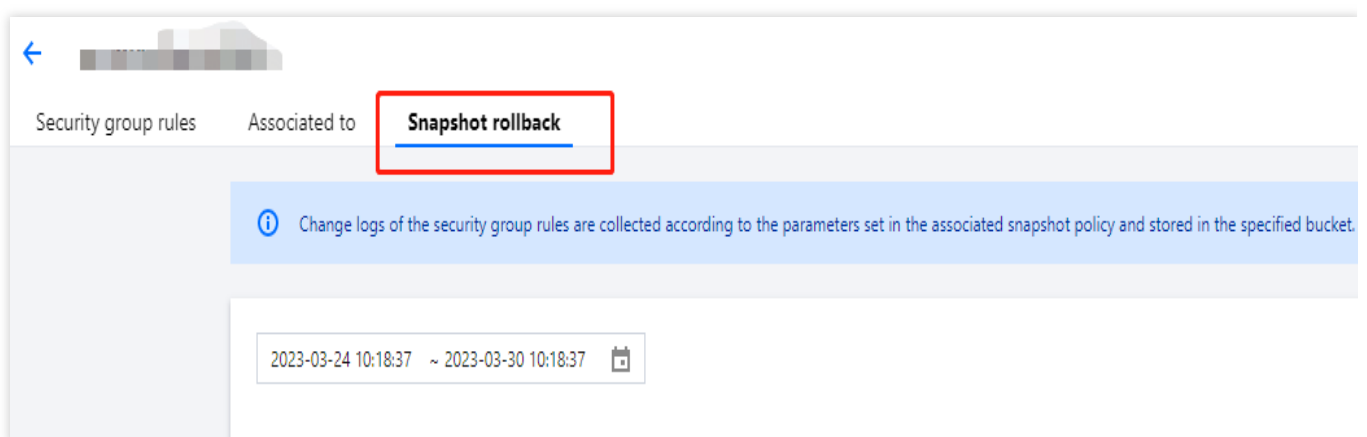 Security group rules Associated to Snapshot rollback
Change logs of the security group rules are collected according to the parameters set in the associated snapshot policy and stored in the specified bucket.
2023-03-24 10:18:37 ~ 2023-03-30 10:18:37